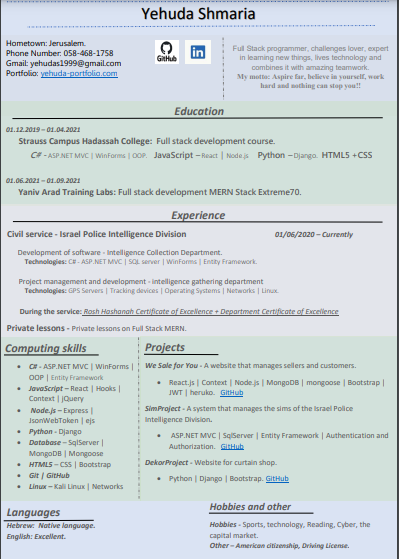 Yehuda Shmaria
Hometown: Jerusalem.
Phone Number: 058-468-1758
Gmail: yehudas1999@gmail.com
Portfolio: yehuda-portfolio.com
GitHub
in
Full Stack programmer, challenges lover, expert
in learning new things, lives technology and
combines it with amazing teamwork.
My motto: Aspire far, believe in yourself, work
hard and nothing can stop you!!
Education
01.12.2019 – 01.04.2021
Strauss Campus Hadassah College: Full stack development course.
C# - ASP.NET MVC | WinForms | OOP. JavaScript – React | Node.js Python – Django. HTML5 +CSS
01.06.2021 – 01.09.2021
Yaniv Arad Training Labs: Full stack development MERN Stack Extreme70.
Experience
Civil service - Israel Police Intelligence Division 01/06/2020 – Currently
Development of software - Intelligence Collection Department.
Technologies: C# - ASP.NET MVC | SQL server | WinForms | Entity Framework.
Project management and development - intelligence gathering department
Technologies: GPS Servers | Tracking devices | Operating Systems | Networks | Linux.
During the service: Rosh Hashanah Certificate of Excellence + Department Certificate of Excellence
Private lessons - Private lessons on Full Stack MERN.
Computing skills
• C# - ASP.NET MVC | WinForms |
OOP | Entity Framework
• JavaScript – React | Hooks |
Context | jQuery
• Node.js – Express |
JsonWebToken | ejs
• Python - Django
• Database – SqlServer |
MongoDB | Mongoose
• HTML5 – CSS | Bootstrap
• Git | GitHub
• Linux – Kali Linux | Networks
Projects
We Sale for You - A website that manages sellers and customers.
• React.js | Context | Node.js | MongoDB | mongoose | Bootstrap |
JWT | heruko. GitHub
SimProject - A system that manages the sims of the Israel Police
Intelligence Division.
• ASP.NET MVC | SqlServer | Entity Framework | Authentication and
Authorization. GitHub
DekorProject - Website for curtain shop.
• Python | Django | Bootstrap. GitHub
Languages
Hebrew: Native language.
English: Excellent.
Hobbies and other
Hobbies - Sports, technology, Reading, Cyber, the
capital market.
Other – American citizenship, Driving License.